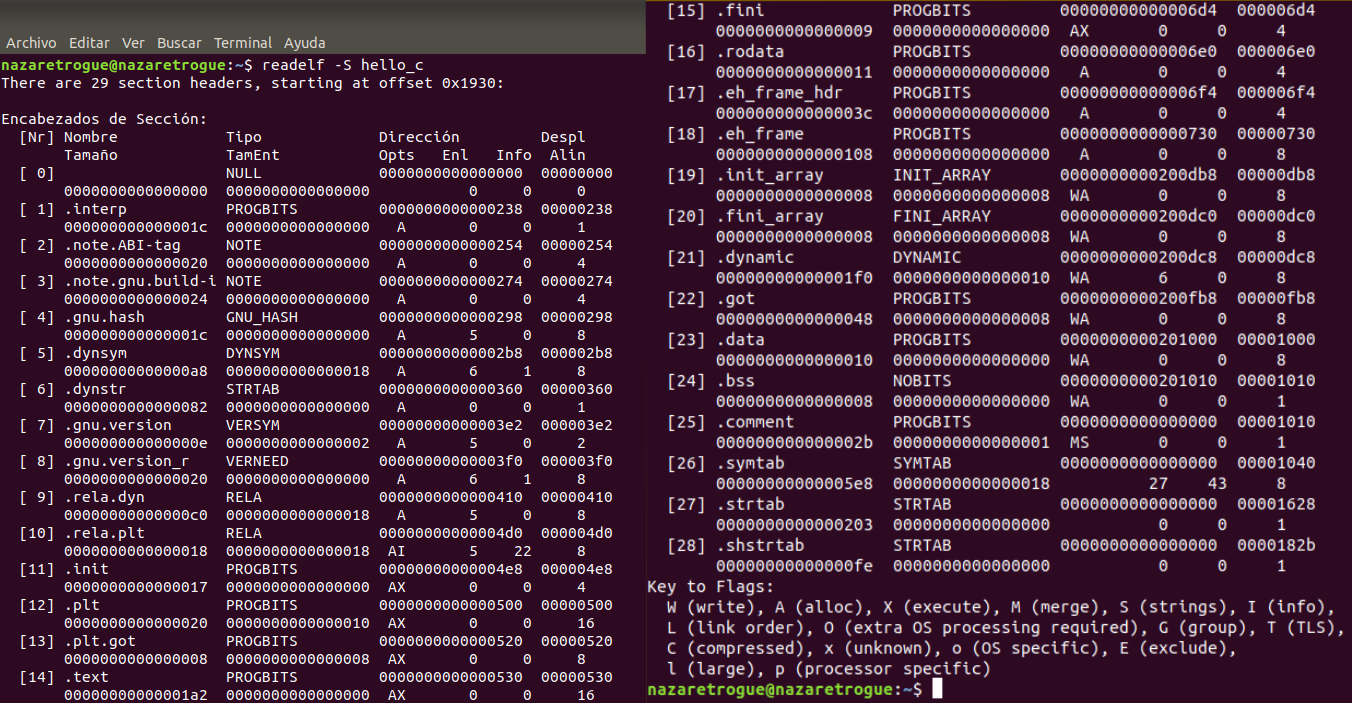 Archivo Editar Ver Buscar Terminal Ayuda
nazaretrogue@nazaretrogue:~$ readelf -S hello_c
There are 29 section headers, starting at offset 0x1930:

Encabezados de Sección:
  [Nr] Nombre            Tipo             Dirección         Despl
       Tamaño            TamEnt           Opts   Enl   Info  Alin
  [ 0]                   NULL             0000000000000000  00000000
       0000000000000000  0000000000000000           0     0     0
  [ 1] .interp           PROGBITS         0000000000000238  00000238
       000000000000001c  0000000000000000   A       0     0     1
  [ 2] .note.ABI-tag     NOTE             0000000000000254  00000254
       0000000000000020  0000000000000000   A       0     0     4
  [ 3] .note.gnu.build-i NOTE             0000000000000274  00000274
       0000000000000024  0000000000000000   A       0     0     4
  [ 4] .gnu.hash         GNU_HASH         0000000000000298  00000298
       000000000000001c  0000000000000000   A       5     0     8
  [ 5] .dynsym           DYNSYM           00000000000002b8  000002b8
       00000000000000a8  0000000000000018   A       6     1     8
  [ 6] .dynstr           STRTAB           0000000000000360  00000360
       0000000000000082  0000000000000000   A       0     0     1
  [ 7] .gnu.version      VERSYM           00000000000003e2  000003e2
       000000000000000e  0000000000000002   A       5     0     2
  [ 8] .gnu.version_r    VERNEED          00000000000003f0  000003f0
       0000000000000020  0000000000000000   A       6     1     8
  [ 9] .rela.dyn         RELA             0000000000000410  00000410
       00000000000000c0  0000000000000018   A       5     0     8
  [10] .rela.plt         RELA             00000000000004d0  000004d0
       0000000000000018  0000000000000018  AI       5    22     8
  [11] .init             PROGBITS         00000000000004e8  000004e8
       0000000000000017  0000000000000000  AX       0     0     4
  [12] .plt              PROGBITS         0000000000000500  00000500
       0000000000000020  0000000000000010  AX       0     0     16
  [13] .plt.got          PROGBITS         0000000000000520  00000520
       0000000000000008  0000000000000008  AX       0     0     8
  [14] .text             PROGBITS         0000000000000530  00000530
       00000000000001a2  0000000000000000  AX       0     0     16
  [15] .fini             PROGBITS         00000000000006d4  000006d4
       0000000000000009  0000000000000000  AX       0     0     4
  [16] .rodata           PROGBITS         00000000000006e0  000006e0
       0000000000000011  0000000000000000   A       0     0     4
  [17] .eh_frame_hdr     PROGBITS         00000000000006f4  000006f4
       000000000000003c  0000000000000000   A       0     0     4
  [18] .eh_frame         PROGBITS         0000000000000730  00000730
       0000000000000108  0000000000000000   A       0     0     8
  [19] .init_array       INIT_ARRAY       0000000000200db8  00000db8
       0000000000000008  0000000000000008  WA       0     0     8
  [20] .fini_array       FINI_ARRAY       0000000000200dc0  00000dc0
       0000000000000008  0000000000000008  WA       0     0     8
  [21] .dynamic          DYNAMIC          0000000000200dc8  00000dc8
       00000000000001f0  0000000000000010  WA       6     0     8
  [22] .got              PROGBITS         0000000000200fb8  00000fb8
       0000000000000048  0000000000000008  WA       0     0     8
  [23] .data             PROGBITS         0000000000201000  00001000
       0000000000000010  0000000000000000  WA       0     0     8
  [24] .bss              NOBITS           0000000000201010  00001010
       0000000000000008  0000000000000000  WA       0     0     1
  [25] .comment          PROGBITS         0000000000000000  00001010
       000000000000002b  0000000000000001  MS       0     0     1
  [26] .symtab           SYMTAB           0000000000000000  00001040
       00000000000005e8  0000000000000018          27    43     8
  [27] .strtab           STRTAB           0000000000000000  00001628
       0000000000000203  0000000000000000           0     0     1
  [28] .shstrtab         STRTAB           0000000000000000  0000182b
       00000000000000fe  0000000000000000           0     0     1
Key to Flags:
  W (write), A (alloc), X (execute), M (merge), S (strings), I (info),
  L (link order), O (extra OS processing required), G (group), T (TLS),
  C (compressed), x (unknown), o (OS specific), E (exclude),
  l (large), p (processor specific)
nazaretrogue@nazaretrogue:~$